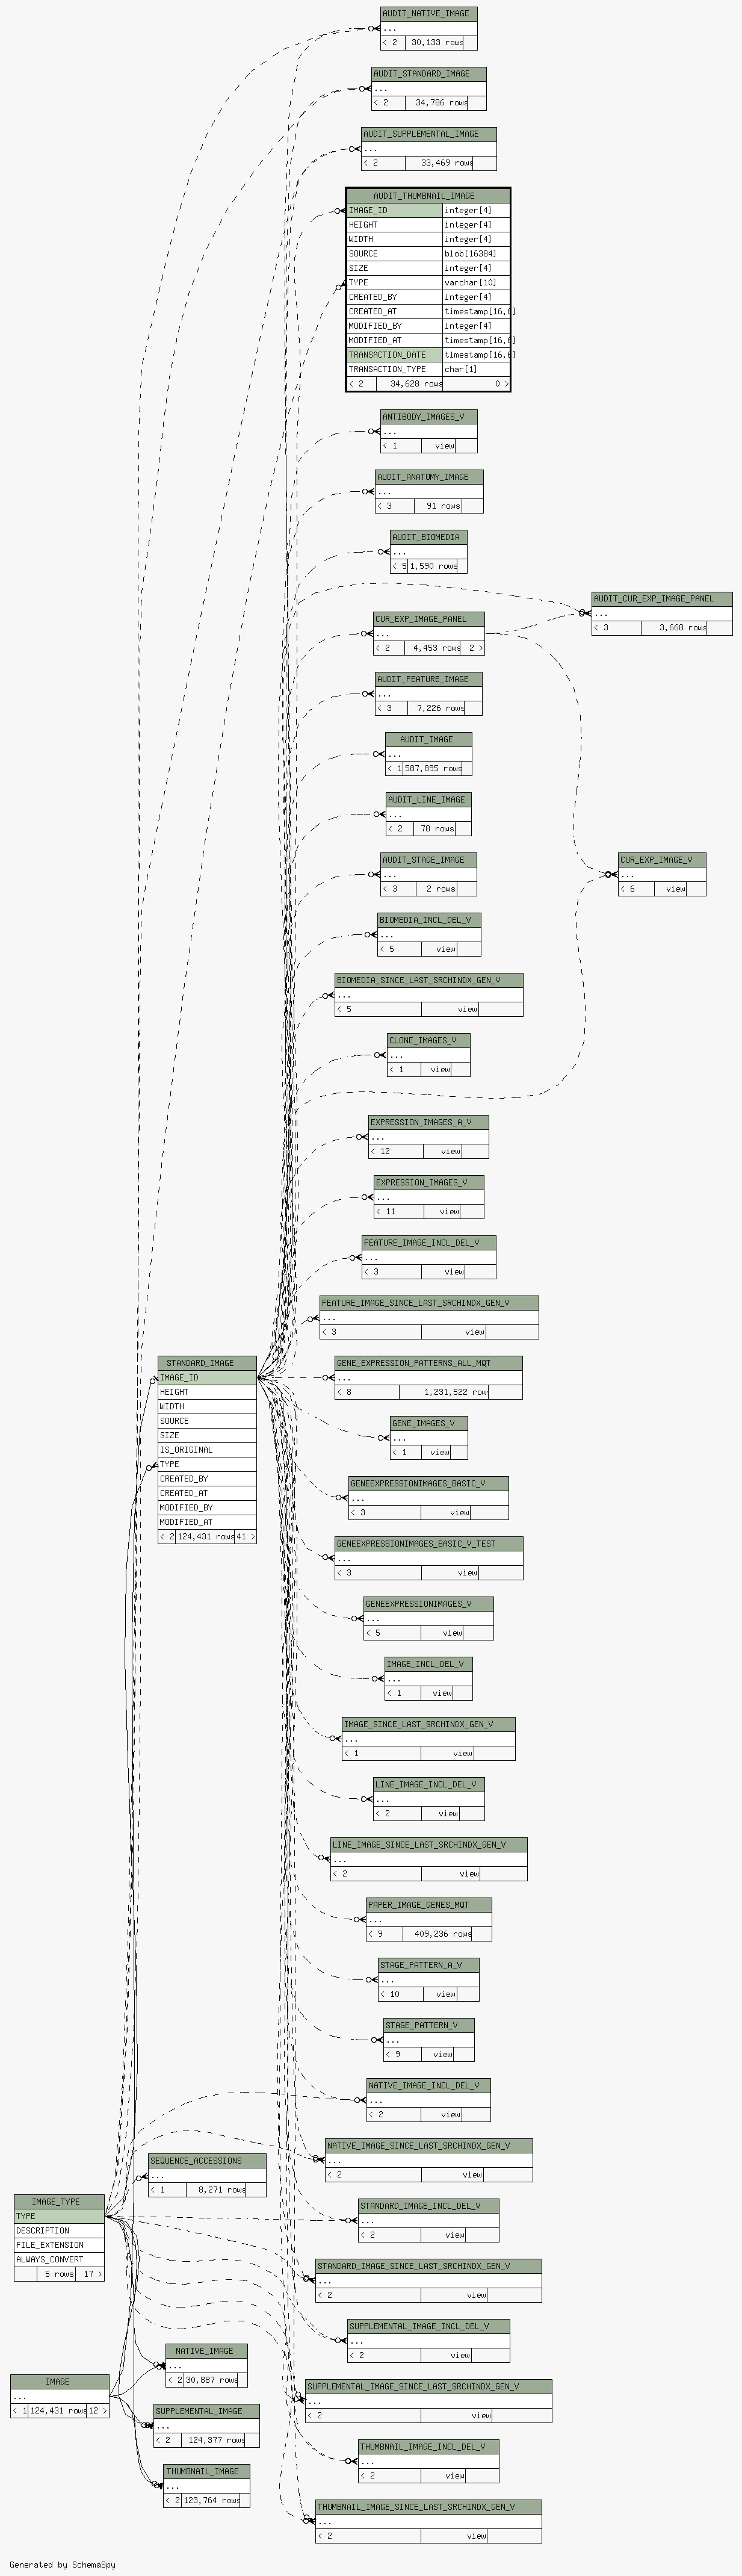 AUDIT_NATIVE_IMAGE
...
< 2 30,133 rows
AUDIT_STANDARD_IMAGE
...
< 2 34,786 rows
AUDIT_SUPPLEMENTAL_IMAGE
...
< 2 33,469 rows
AUDIT_THUMBNAIL_IMAGE
IMAGE_ID integer[4]
HEIGHT integer[4]
WIDTH integer[4]
SOURCE blob[16384]
SIZE integer[4]
TYPE varchar[10]
CREATED_BY integer[4]
CREATED_AT timestamp[16,6]
MODIFIED_BY integer[4]
MODIFIED_AT timestamp[16,6]
TRANSACTION_DATE timestamp[16,6]
TRANSACTION_TYPE char[1]
< 2 34,628 rows 0 >
ANTIBODY_IMAGES_V
...
< 1 view
AUDIT_ANATOMY_IMAGE
...
< 3 91 rows
AUDIT_BIOMEDIA
...
< 5 1,590 rows
AUDIT_CUR_EXP_IMAGE_PANEL
...
< 3 3,668 rows
CUR_EXP_IMAGE_PANEL
...
< 2 4,453 rows 2 >
AUDIT_FEATURE_IMAGE
...
< 3 7,226 rows
AUDIT_IMAGE
...
< 1 587,895 rows
AUDIT_LINE_IMAGE
...
< 2 78 rows
AUDIT_STAGE_IMAGE
...
< 3 2 rows
CUR_EXP_IMAGE_V
...
< 6 view
BIOMEDIA_INCL_DEL_V
...
< 5 view
BIOMEDIA_SINCE_LAST_SRCHINDX_GEN_V
...
< 5 view
CLONE_IMAGES_V
...
< 1 view
EXPRESSION_IMAGES_A_V
...
< 12 view
EXPRESSION_IMAGES_V
...
< 11 view
FEATURE_IMAGE_INCL_DEL_V
...
< 3 view
FEATURE_IMAGE_SINCE_LAST_SRCHINDX_GEN_V
...
< 3 view
STANDARD_IMAGE
IMAGE_ID
HEIGHT
WIDTH
SOURCE
SIZE
IS_ORIGINAL
TYPE
CREATED_BY
CREATED_AT
MODIFIED_BY
MODIFIED_AT
< 2 124,431 rows 41 >
GENE_EXPRESSION_PATTERNS_ALL_MQT
...
< 8 1,231,522 row
GENE_IMAGES_V
...
< 1 view
GENEEXPRESSIONIMAGES_BASIC_V
...
< 3 view
GENEEXPRESSIONIMAGES_BASIC_V_TEST
...
< 3 view
GENEEXPRESSIONIMAGES_V
...
< 5 view
IMAGE_INCL_DEL_V
...
< 1 view
IMAGE_SINCE_LAST_SRCHINDX_GEN_V
...
< 1 view
LINE_IMAGE_INCL_DEL_V
...
< 2 view
LINE_IMAGE_SINCE_LAST_SRCHINDX_GEN_V
...
< 2 view
PAPER_IMAGE_GENES_MQT
...
< 9 409,236 rows
STAGE_PATTERN_A_V
...
< 10 view
STAGE_PATTERN_V
...
< 9 view
NATIVE_IMAGE_INCL_DEL_V
...
< 2 view
NATIVE_IMAGE_SINCE_LAST_SRCHINDX_GEN_V
...
< 2 view
SEQUENCE_ACCESSIONS
...
< 1 8,271 rows
IMAGE_TYPE
TYPE
DESCRIPTION
FILE_EXTENSION
ALWAYS_CONVERT
5 rows 17 >
STANDARD_IMAGE_INCL_DEL_V
...
< 2 view
STANDARD_IMAGE_SINCE_LAST_SRCHINDX_GEN_V
...
< 2 view
SUPPLEMENTAL_IMAGE_INCL_DEL_V
...
< 2 view
NATIVE_IMAGE
...
< 2 30,887 rows
IMAGE
...
< 1 124,431 rows 12 >
SUPPLEMENTAL_IMAGE_SINCE_LAST_SRCHINDX_GEN_V
...
< 2 view
SUPPLEMENTAL_IMAGE
...
< 2 124,377 rows
THUMBNAIL_IMAGE_INCL_DEL_V
...
< 2 view
THUMBNAIL_IMAGE
...
< 2 123,764 rows
THUMBNAIL_IMAGE_SINCE_LAST_SRCHINDX_GEN_V
...
< 2 view
Generated by SchemaSpy